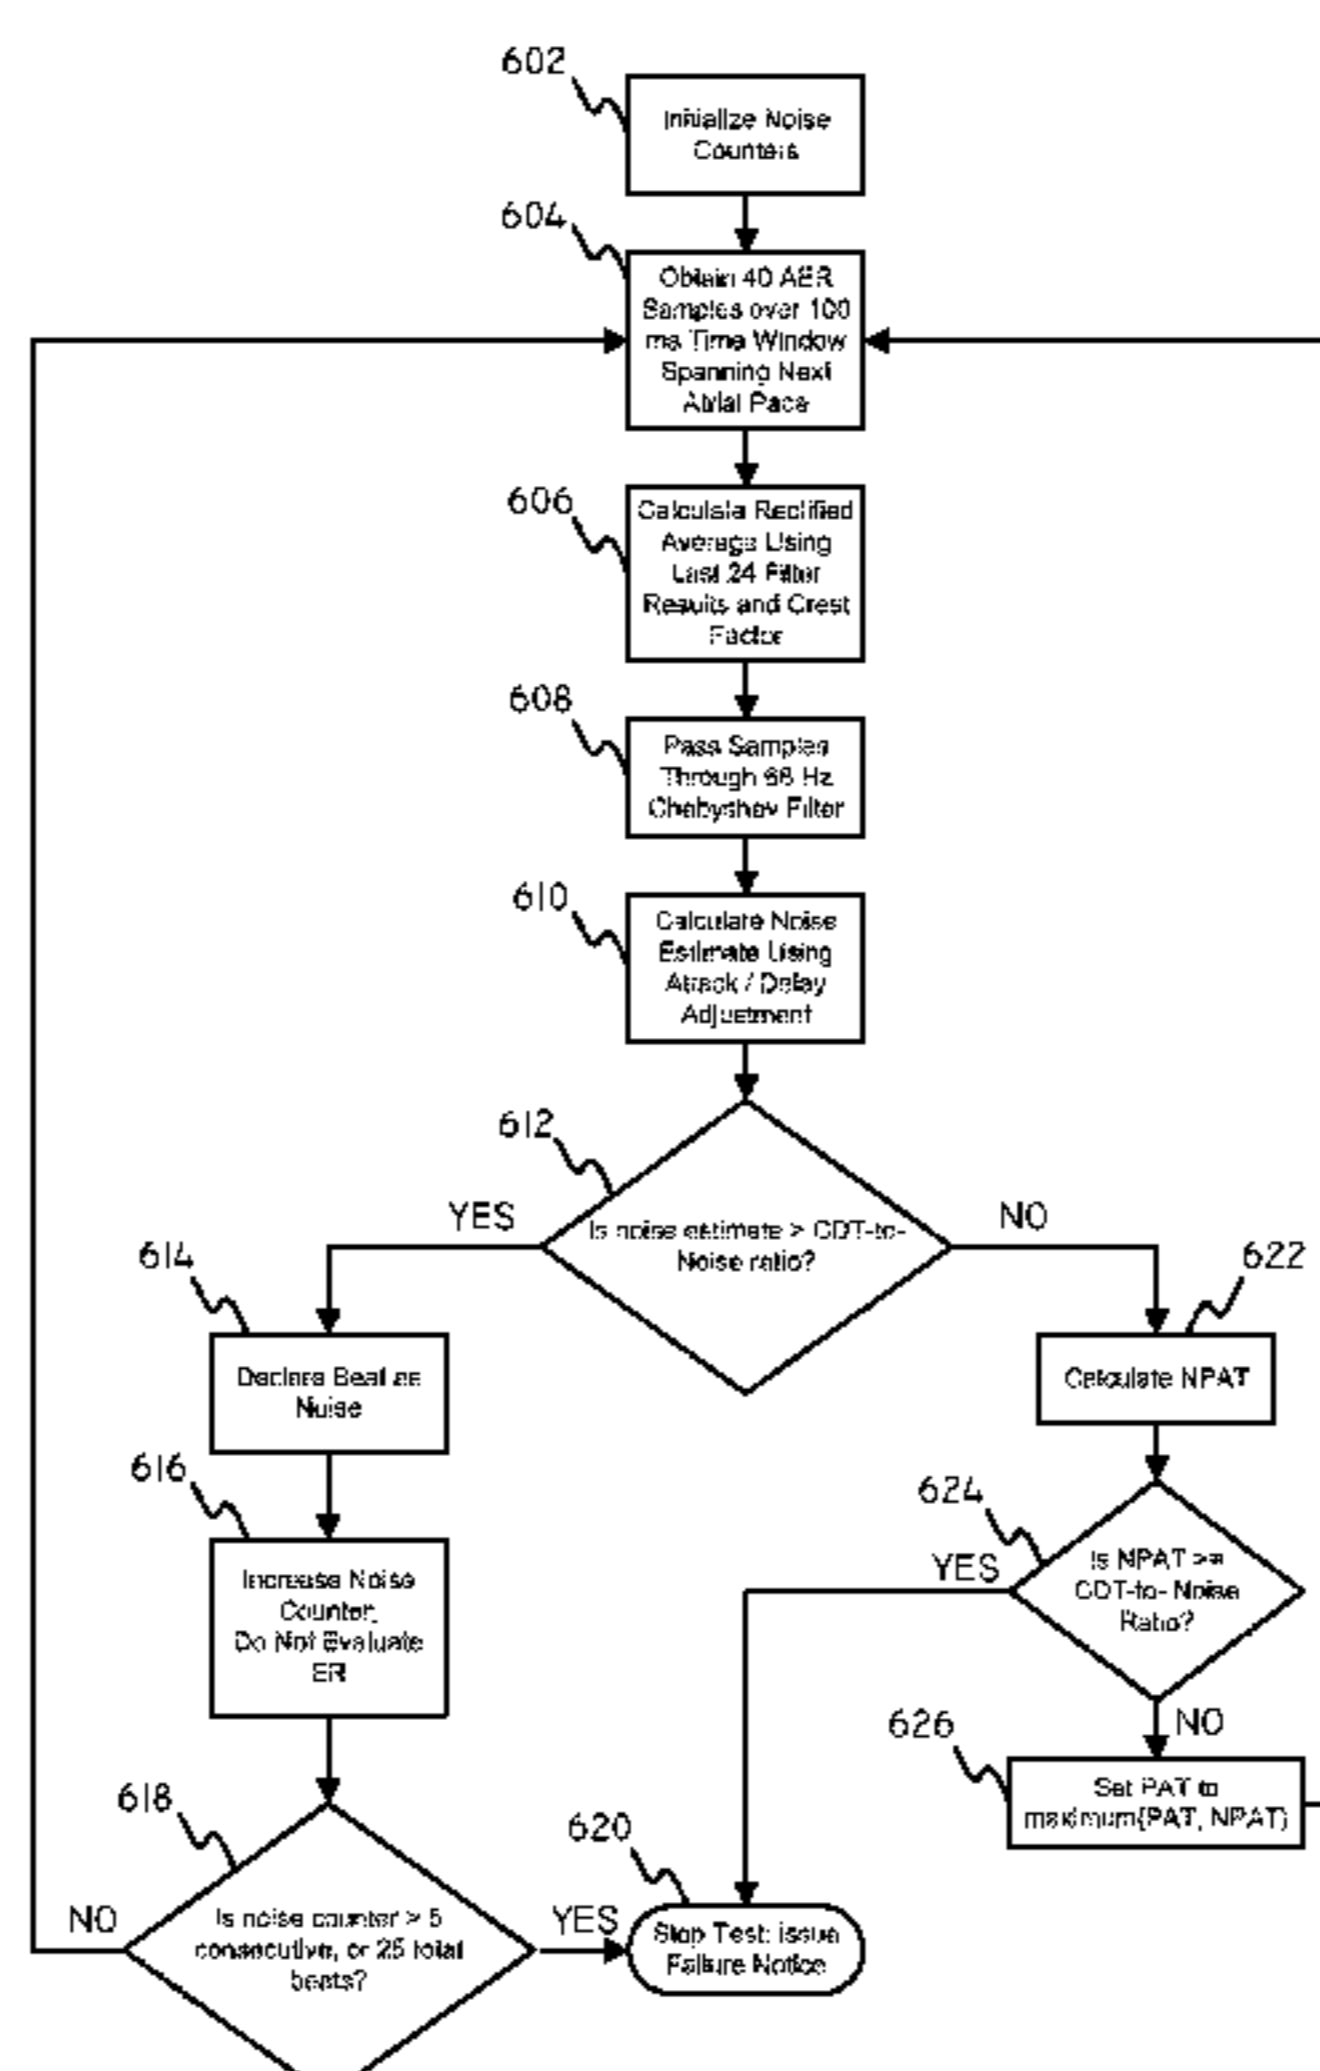 602
Initialize Noise
Counters
604
Obtain 40 AER
Samples over 100
ms Time Window
Spanning Next
Atrial Pace
606
Calculate Rectified
Average Using
Last 24 Filter
Results and Crest
Factor
608
Pass Samples
Through 66 Hz
Chebyshev Filter
610
Calculate Noise
Estimate Using
Attack / Delay
Adjustment
612
Is noise estimate > CDT-to-
Noise ratio?
YES
NO
614
Declare Beat as
Noise
616
Increase Noise
Counter;
Do Not Evaluate
ER
618
Is noise counter > 5
consecutive, or 25 total
beats?
NO
YES
620
Stop Test: issue
Failure Notice
622
Calculate NPAT
624
Is NPAT >=
CDT-to- Noise
Ratio?
YES
NO
626
Set PAT to
maximum(PAT, NPAT)